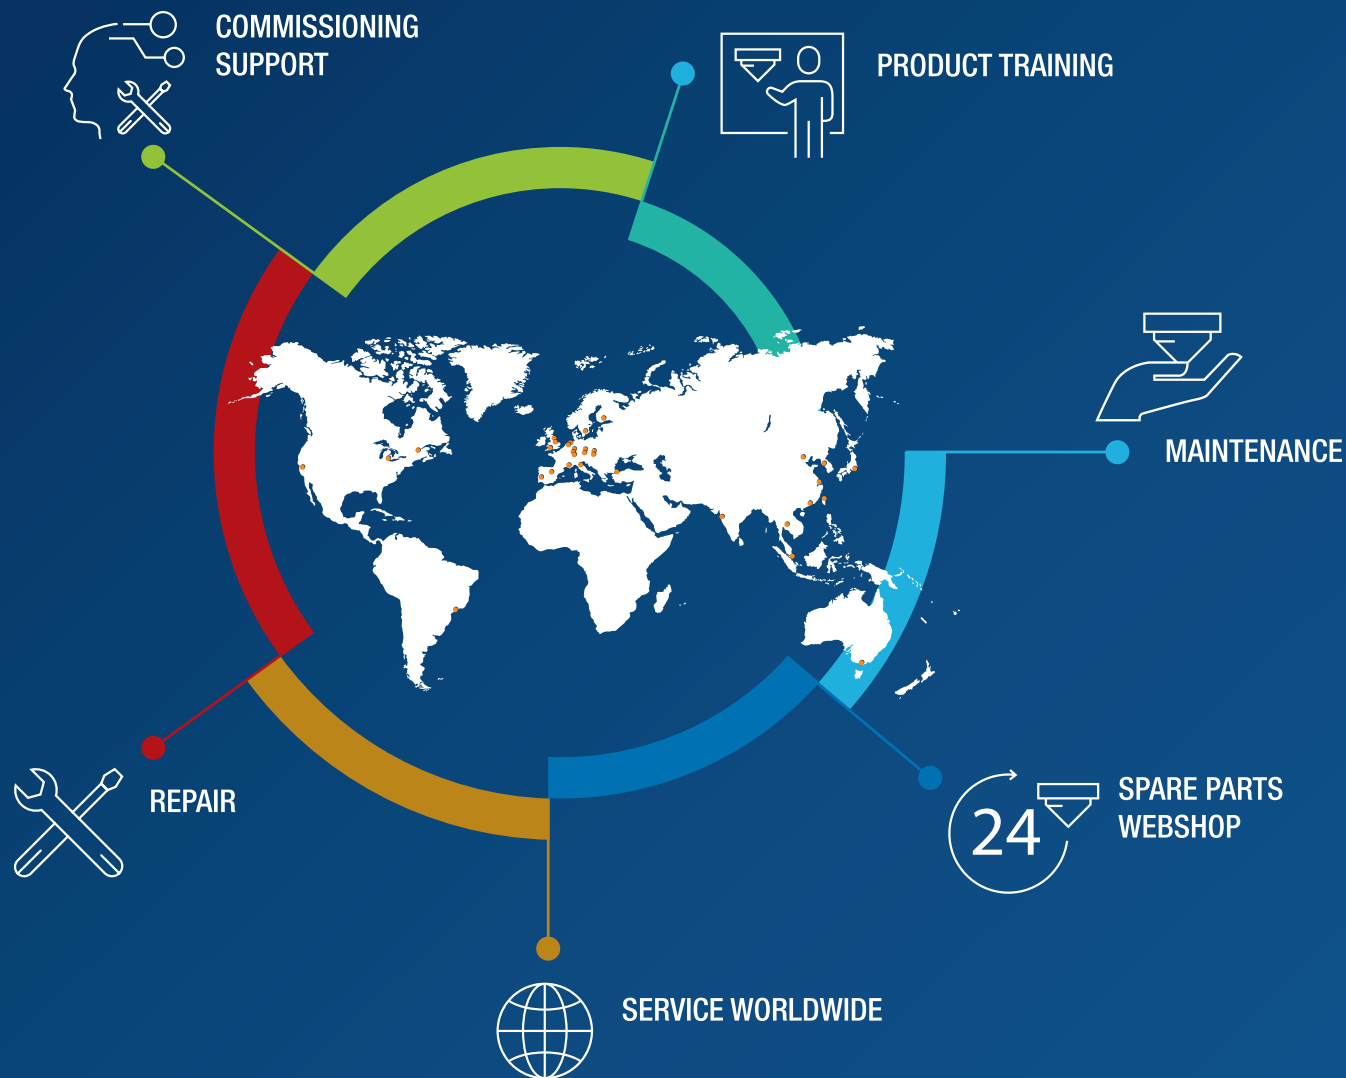 COMMISSIONING
SUPPORT
PRODUCT TRAINING
MAINTENANCE
SPARE PARTS
WEBSHOP
24
REPAIR
SERVICE WORLDWIDE